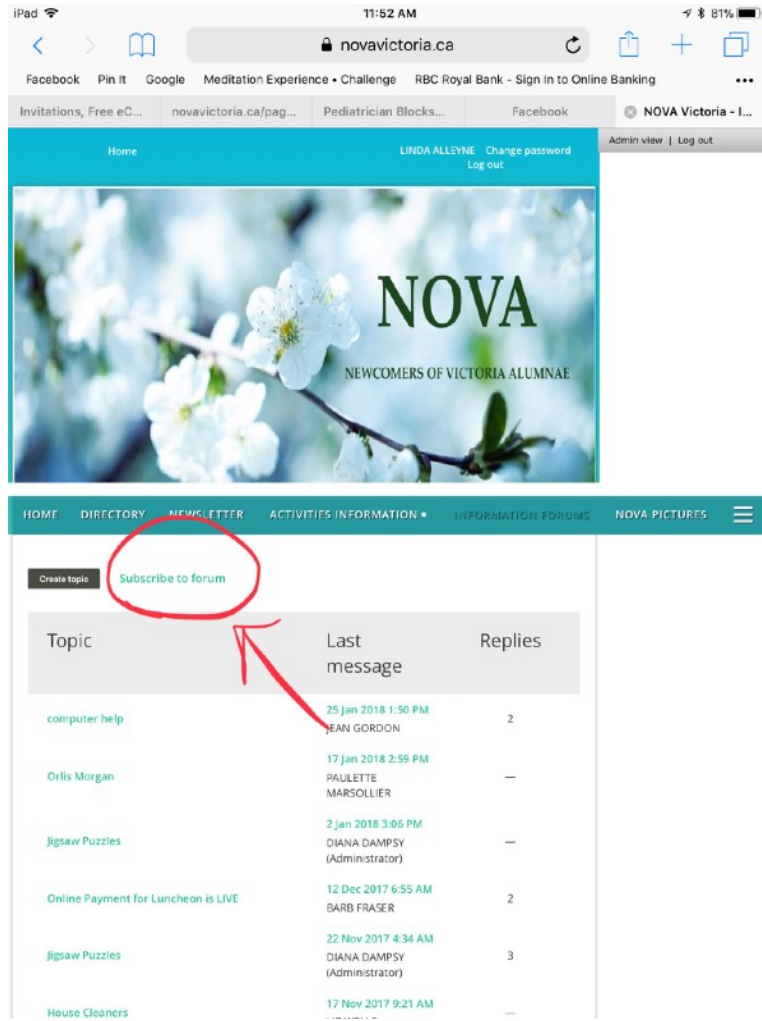 iPad 11:52 AM 81%
novavictoria.ca
Facebook Pin It Google Meditation Experience • Challenge RBC Royal Bank - Sign In to Online Banking •••
Invitations, Free eC... novavictoria.ca/pag... Pediatrician Blocks... Facebook NOVA Victoria - I...
Home LINDA ALLEYNE Change password
Log out
Admin view | Log out
NOVA
NEWCOMERS OF VICTORIA ALUMNAE
HOME DIRECTORY NEWSLETTER ACTIVITIES INFORMATION • INFORMATION FORUMS NOVA PICTURES
Create topic Subscribe to forum
Topic Last Replies
message
25 Jan 2018 1:50 PM
computer help 2
JEAN GORDON
17 Jan 2018 2:59 PM
Orlis Morgan PAULETTE —
MARSOLLIER
2 Jan 2018 3:06 PM
Jigsaw Puzzles DIANA DAMPSY —
(Administrator)
12 Dec 2017 6:55 AM
Online Payment for Luncheon is LIVE 2
BARB FRASER
22 Nov 2017 4:34 AM
Jigsaw Puzzles DIANA DAMPSY 3
(Administrator)
17 Nov 2017 9:21 AM
House Cleaners —